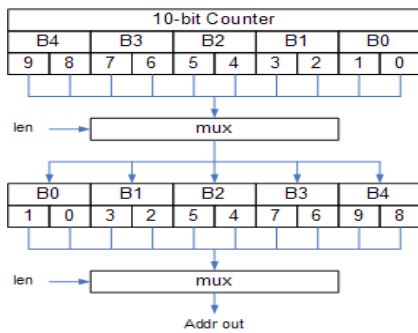 10-bit Counter
B4 B3 B2 B1 B0
9 8 7 6 5 4 3 2 1 0
len mux
B0 B1 B2 B3 B4
1 0 3 2 5 4 7 6 9 8
len mux
Addr out